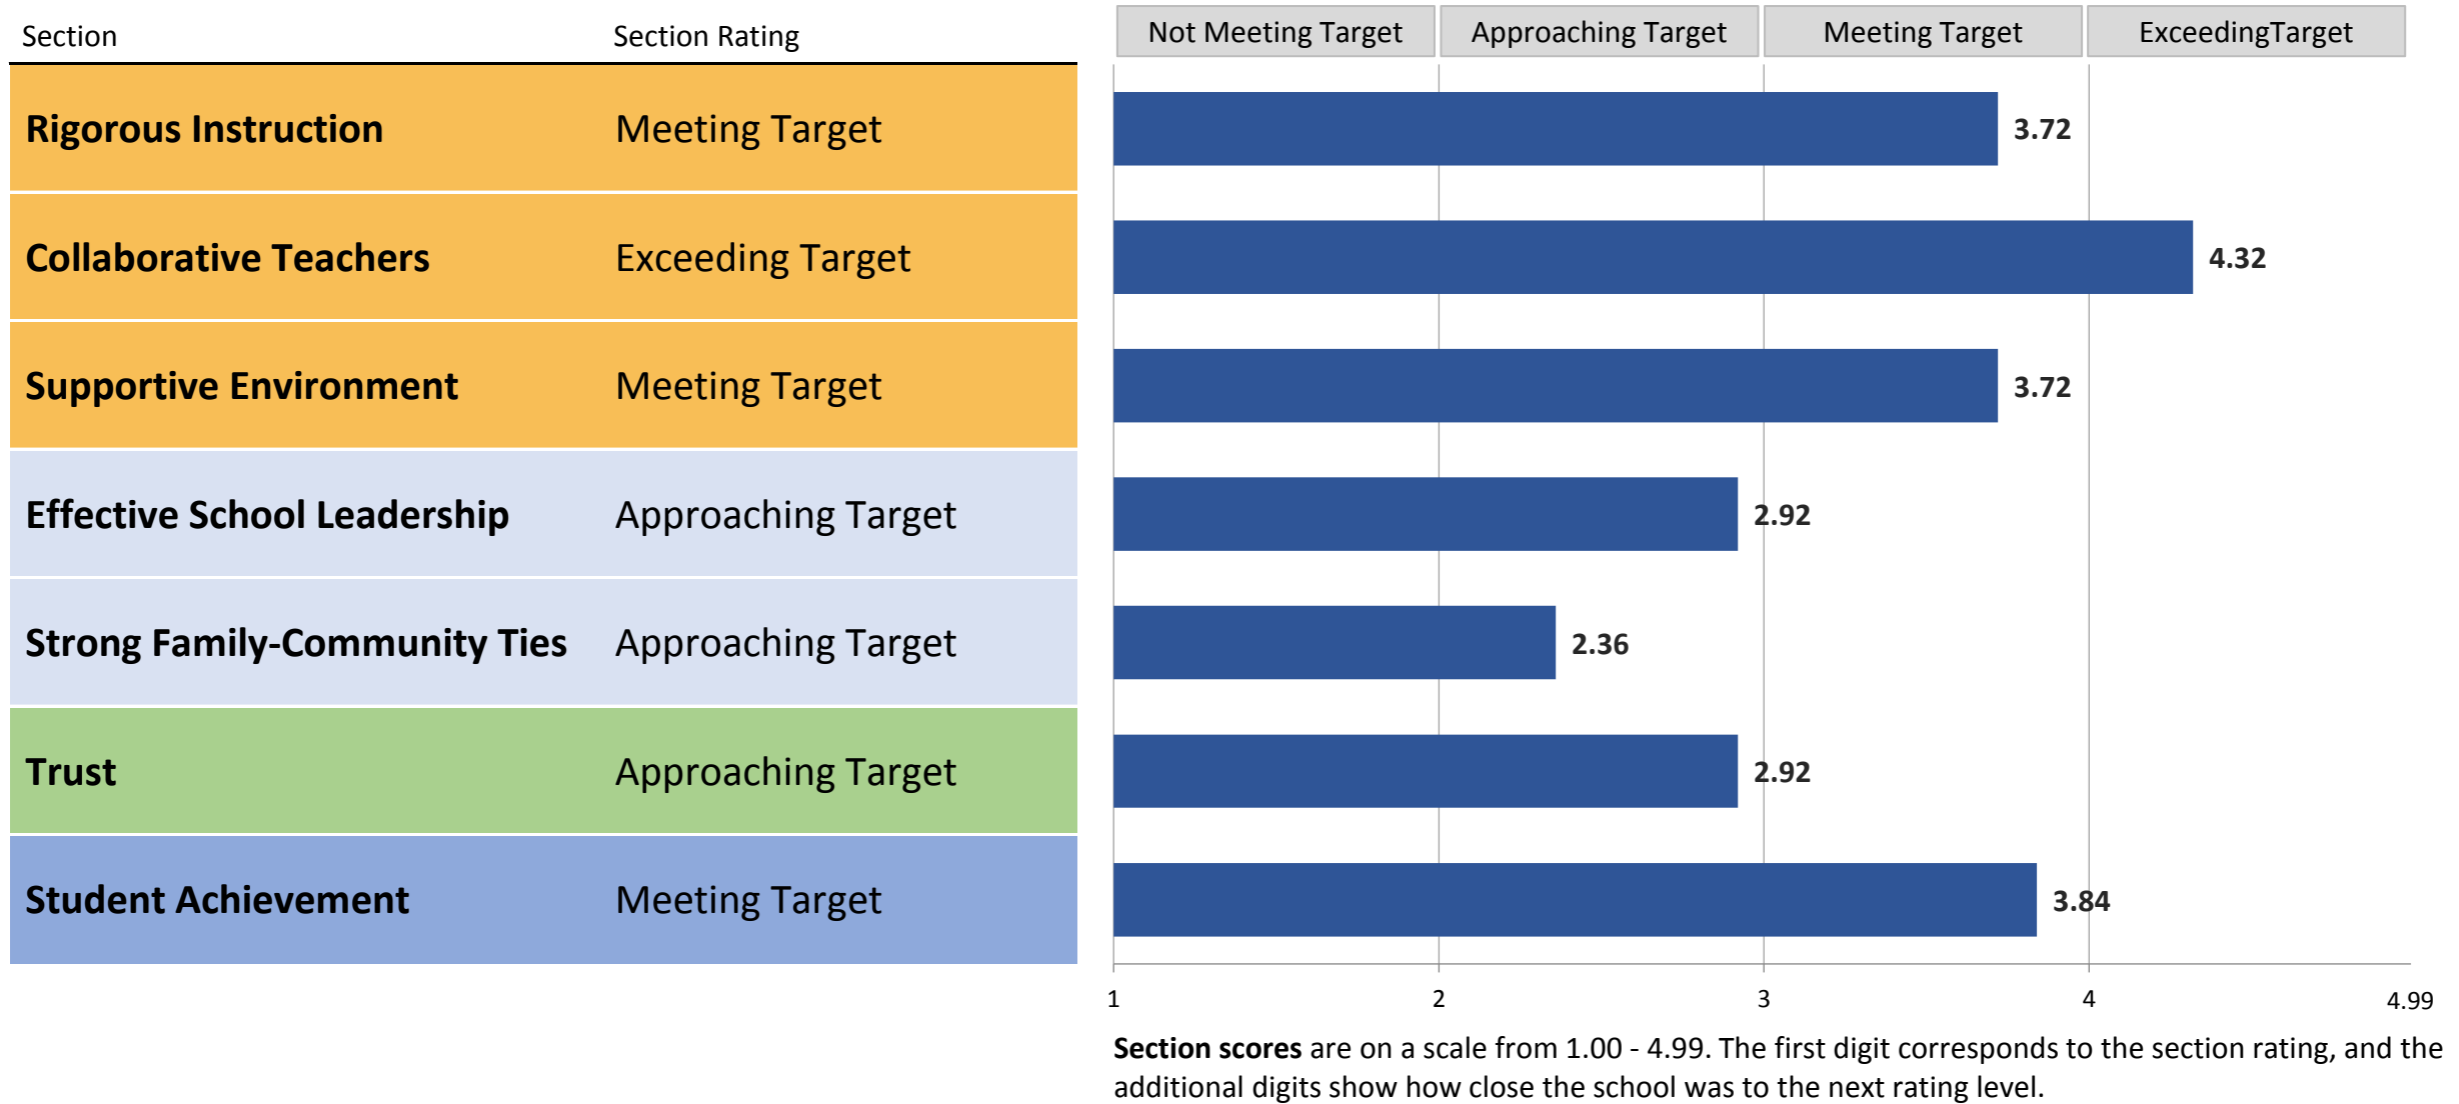 Section Section Rating Not Meeting Target Approaching Target Meeting Target ExceedingTarget
Rigorous Instruction Meeting Target 3.72
Collaborative Teachers Exceeding Target 4.32
Supportive Environment Meeting Target 3.72
Effective School Leadership Approaching Target 2.92
Strong Family-Community Ties Approaching Target 2.36
Trust Approaching Target 2.92
Student Achievement Meeting Target 3.84
1 2 3 4 4.99
Section scores are on a scale from 1.00 - 4.99. The first digit corresponds to the section rating, and the
additional digits show how close the school was to the next rating level.